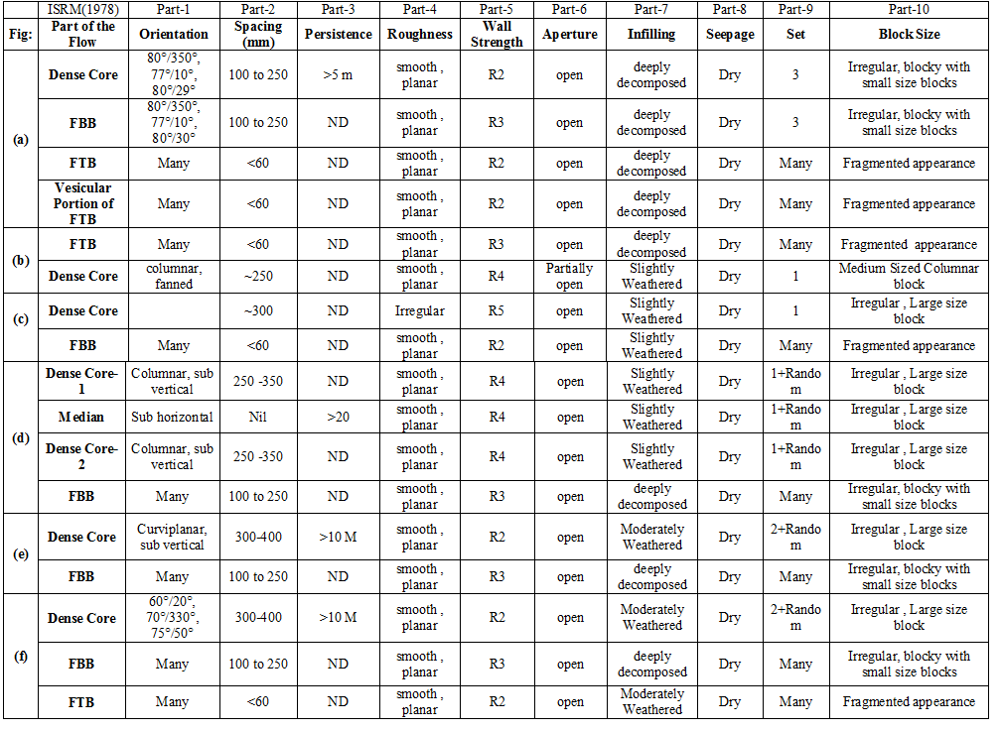 ISRM(1978) Part-1 Part-2 Part-3 Part-4 Part-5 Part-6 Part-7 Part-8 Part-9 Part-10
Fig: Part of the Flow Orientation Spacing (mm) Persistence Roughness Wall Strength Aperture Infilling Seepage Set Block Size
(a) Dense Core 80°/350°, 77°/10°, 80°/29° 100 to 250 >5 m smooth , planar R2 open deeply decomposed Dry 3 Irregular, blocky with small size blocks
FBB 80°/350°, 77°/10°, 80°/30° 100 to 250 ND smooth , planar R3 open deeply decomposed Dry 3 Irregular, blocky with small size blocks
FTB Many <60 ND smooth , planar R2 open deeply decomposed Dry Many Fragmented appearance
Vesicular Portion of FTB Many <60 ND smooth , planar R2 open deeply decomposed Dry Many Fragmented appearance
(b) FTB Many <60 ND smooth , planar R3 open deeply decomposed Dry Many Fragmented appearance
Dense Core columnar, fanned ~250 ND smooth , planar R4 Partially open Slightly Weathered Dry 1 Medium Sized Columnar block
(c) Dense Core ~300 ND Irregular R5 open Slightly Weathered Dry 1 Irregular , Large size block
FBB Many <60 ND smooth , planar R2 open Slightly Weathered Dry Many Fragmented appearance
(d) Dense Core-1 Columnar, sub vertical 250 -350 ND smooth , planar R4 open Slightly Weathered Dry 1+Random Irregular , Large size block
Median Sub horizontal Nil >20 smooth , planar R4 open Slightly Weathered Dry 1+Random Irregular , Large size block
Dense Core-2 Columnar, sub vertical 250 -350 ND smooth , planar R4 open Slightly Weathered Dry 1+Random Irregular , Large size block
FBB Many 100 to 250 ND smooth , planar R3 open deeply decomposed Dry Many Irregular, blocky with small size blocks
(e) Dense Core Curviplanar, sub vertical 300-400 >10 M smooth , planar R2 open Moderately Weathered Dry 2+Random Irregular , Large size block
FBB Many 100 to 250 ND smooth , planar R3 open deeply decomposed Dry Many Irregular, blocky with small size blocks
(f) Dense Core 60°/20°, 70°/330°, 75°/50° 300-400 >10 M smooth , planar R2 open Moderately Weathered Dry 2+Random Irregular , Large size block
FBB Many 100 to 250 ND smooth , planar R3 open deeply decomposed Dry Many Irregular, blocky with small size blocks
FTB Many <60 ND smooth , planar R2 open Moderately Weathered Dry Many Fragmented appearance